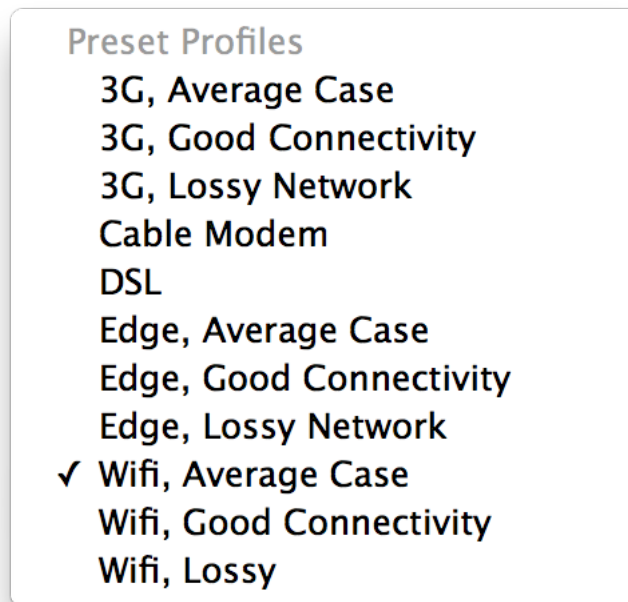 Preset Profiles
3G, Average Case
3G, Good Connectivity
3G, Lossy Network
Cable Modem
DSL
Edge, Average Case
Edge, Good Connectivity
Edge, Lossy Network
✓ Wifi, Average Case
Wifi, Good Connectivity
Wifi, Lossy